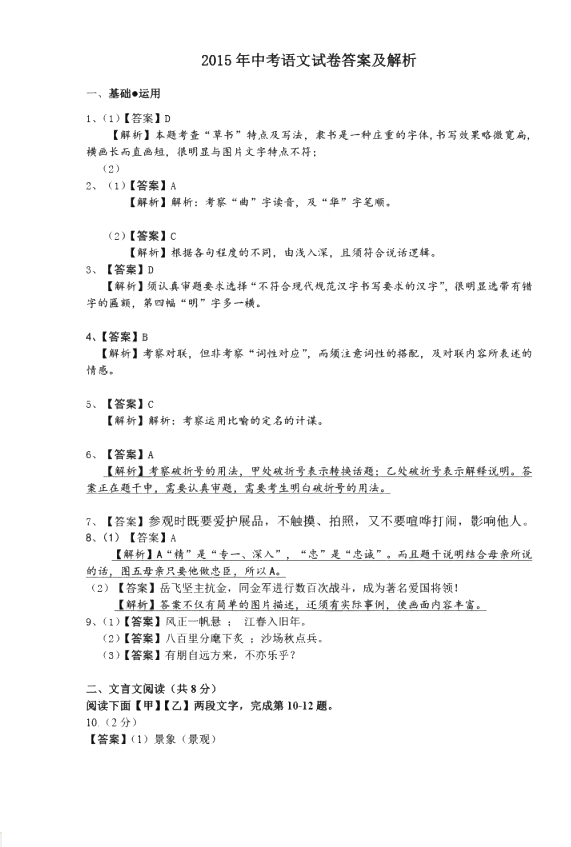 2015 年中考语文试卷答案及解析
一、基础●运用
1、(1)【答案】D
【解析】本题考查“草书”特点及写法，隶书是一种庄重的字体，书写效果略微宽扁，
横画长而直画短，很明显与图片文字特点不符；
(2)
2、(1)【答案】A
【解析】解析：考察“曲”字读音，及“华”字笔顺。
(2)【答案】C
【解析】根据各句程度的不同，由浅入深，且须符合说话逻辑。
3、【答案】D
【解析】须认真审题要求选择“不符合现代规范汉字书写要求的汉字”，很明显选带有错
字的匾额，第四幅“明”字多一横。
4、【答案】B
【解析】考察对联，但非考察“词性对应”，而须注意词性的搭配，及对联内容所表述的
情感。
5、【答案】C
【解析】解析：考察运用比喻的定名的计谋。
6、【答案】A
【解析】考察破折号的用法，甲处破折号表示转换话题；乙处破折号表示解释说明。答
案正在题干中，需要认真审题，需要考生明白破折号的用法。
7、【答案】参观时既要爱护展品，不触摸、拍照，又不要喧哗打闹，影响他人。
8、(1) 【答案】A
【解析】A“精”是“专一、深入”，“忠”是“忠诚”。而且题干说明结合母亲所说
的话，图五母亲只要他做忠臣，所以 A。
(2) 【答案】岳飞坚主抗金，同金军进行数百次战斗，成为著名爱国将领！
【解析】答案不仅有简单的图片描述，还须有实际事例，使画面内容丰富。
9、(1)【答案】风正一帆悬 ； 江春入旧年。
(2)【答案】八百里分麾下炙 ；沙场秋点兵。
(3)【答案】有朋自远方来，不亦乐乎？
二、文言文阅读（共 8 分）
阅读下面【甲】【乙】两段文字，完成第 10-12 题。
10.（2 分）
【答案】(1) 景象（景观）